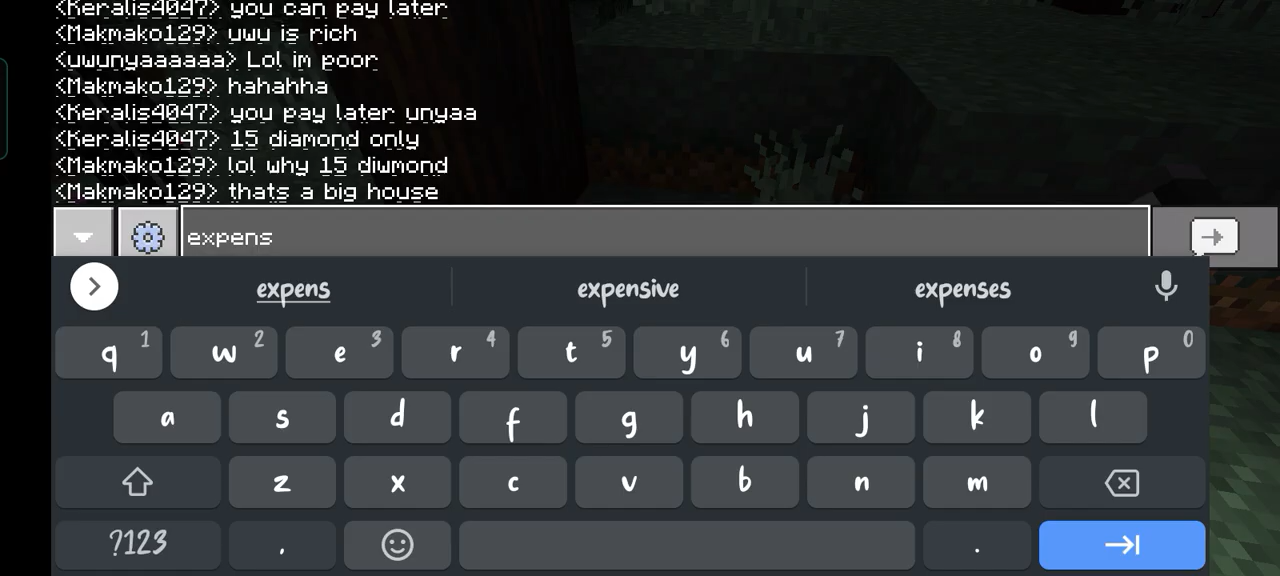 <Keralis4047> you can pay later
<Makmako129> uwu is rich
<uwunyaaaaaa> Lol im poor
<Makmako129> hahahha
<Keralis4047> you pay later unyaa
<Keralis4047> 15 diamond only
<Makmako129> lol why 15 diwmond
<Makmako129> thats a big house
expens
expens expensive expenses
q 1 w 2 e 3 r 4 t 5 y 6 u 7 i 8 o 9 p 0
a s d f g h j k l
z x c v b n m
?123 , .